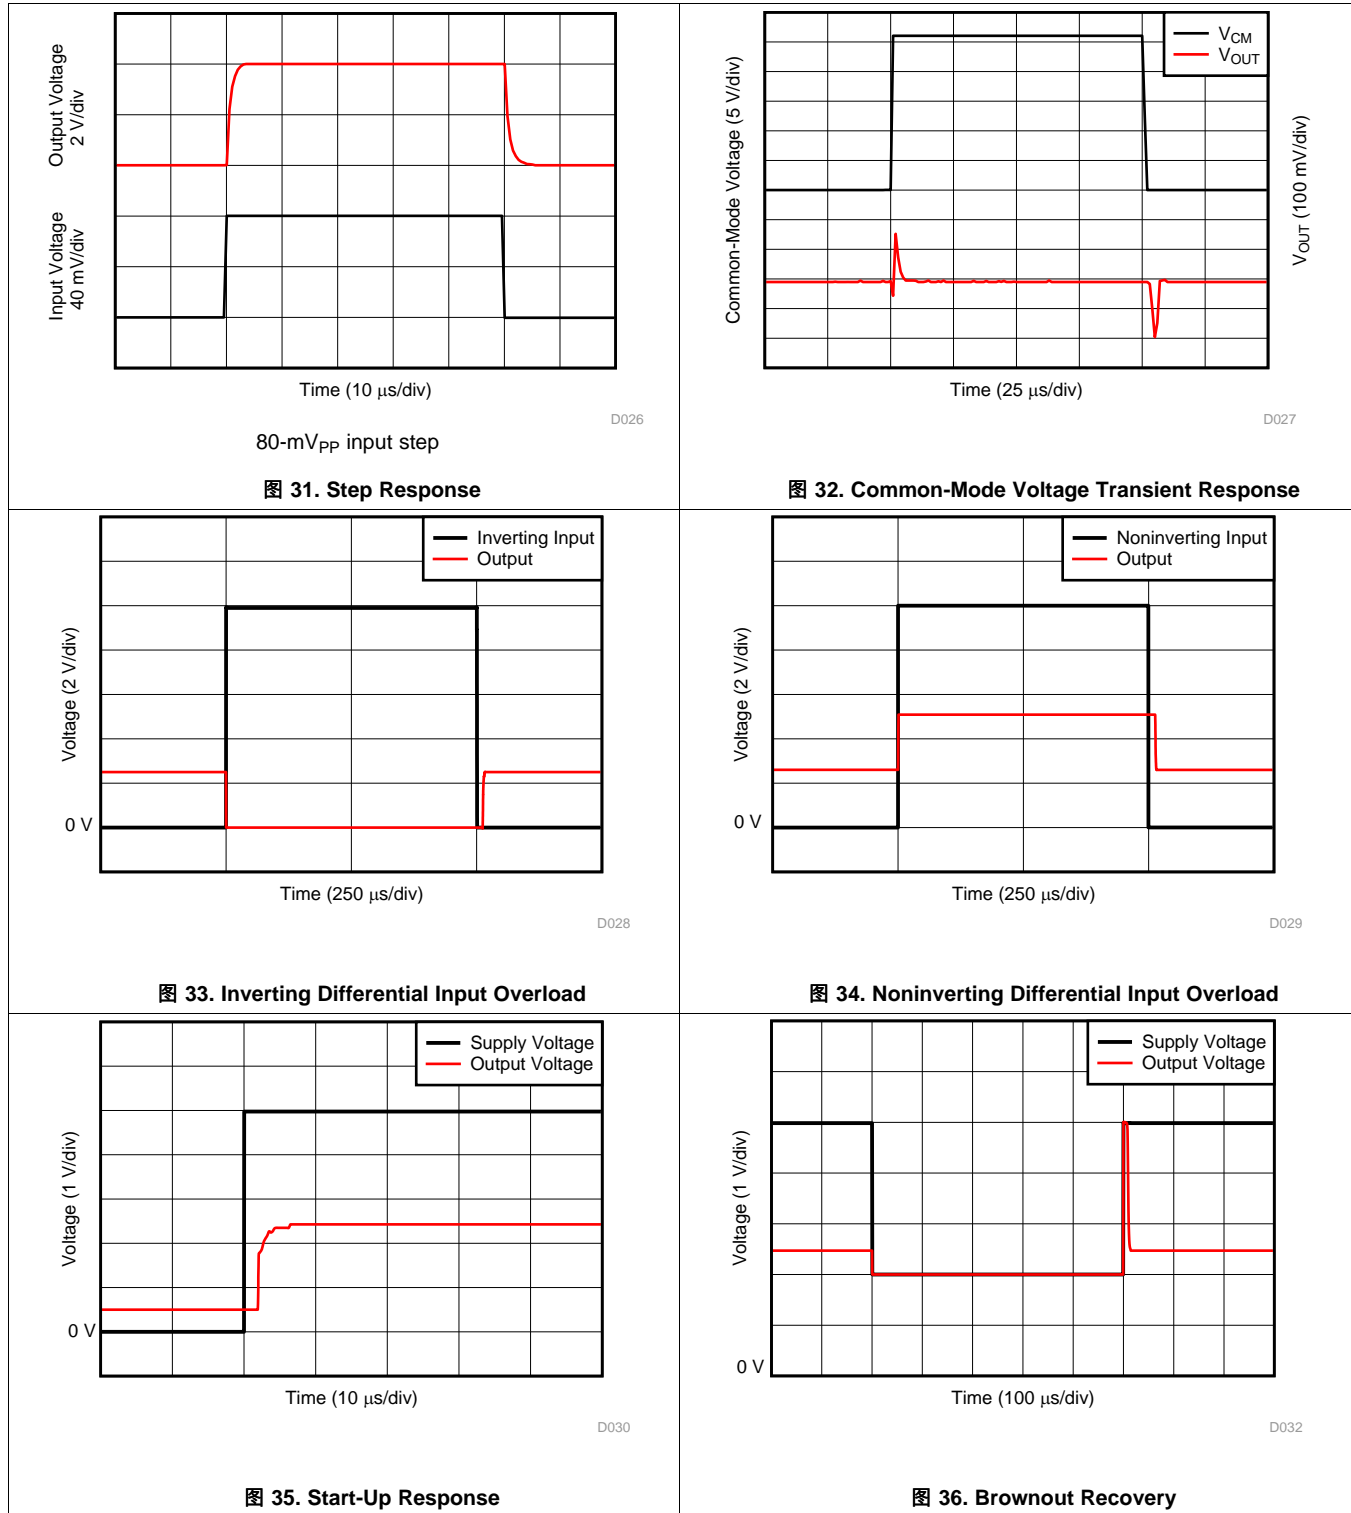 Output Voltage
2 V/div
Input Voltage
40 mV/div
Time (10 µs/div)
D026
80-mVPP input step
图 31. Step Response
VCM
VOUT
Common-Mode Voltage (5 V/div)
VOUT (100 mV/div)
Time (25 µs/div)
D027
图 32. Common-Mode Voltage Transient Response
Inverting Input
Output
Voltage (2 V/div)
0 V
Time (250 µs/div)
D028
图 33. Inverting Differential Input Overload
Noninverting Input
Output
Voltage (2 V/div)
0 V
Time (250 µs/div)
D029
图 34. Noninverting Differential Input Overload
Supply Voltage
Output Voltage
Voltage (1 V/div)
0 V
Time (10 µs/div)
D030
图 35. Start-Up Response
Supply Voltage
Output Voltage
Voltage (1 V/div)
0 V
Time (100 µs/div)
D032
图 36. Brownout Recovery